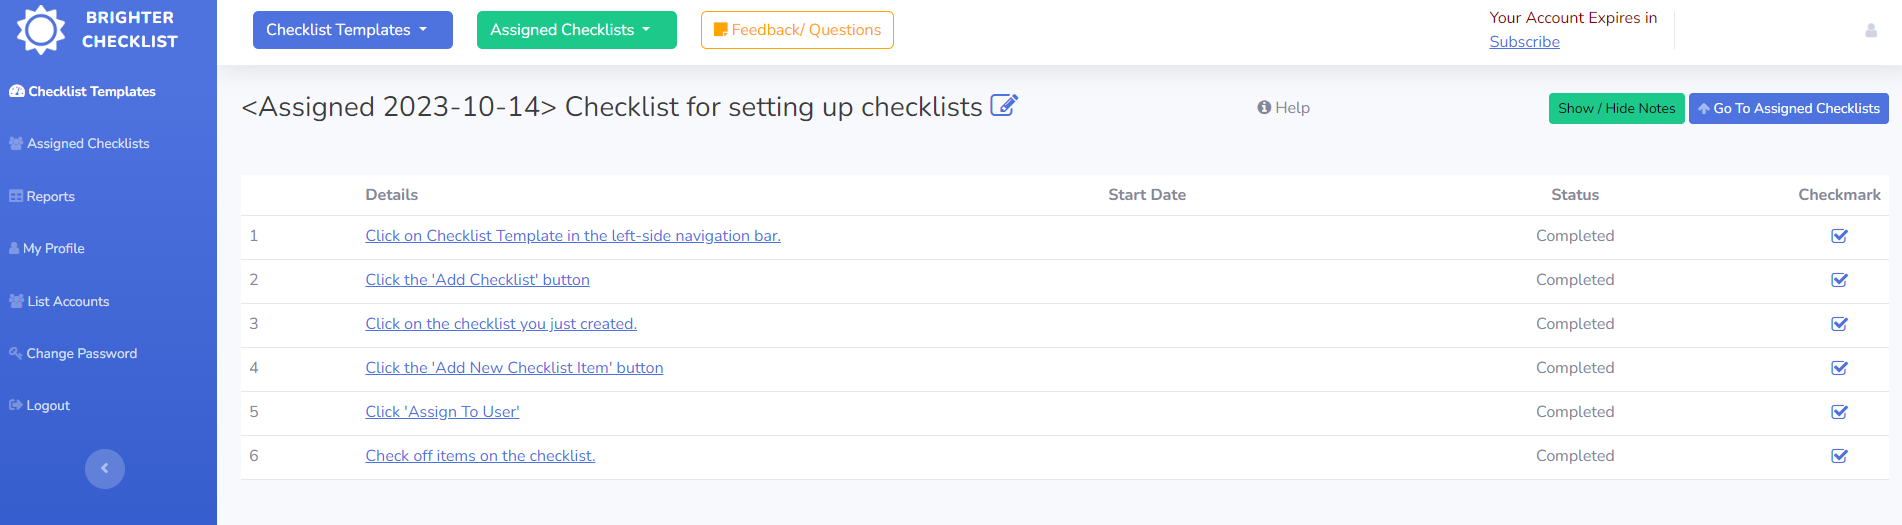 BRIGHTER
CHECKLIST
Checklist Templates
Assigned Checklists
Feedback/ Questions
Your Account Expires in
Subscribe
Checklist Templates
Assigned Checklists
Reports
My Profile
List Accounts
Change Password
Logout
<Assigned 2023-10-14> Checklist for setting up checklists
Help
Show / Hide Notes
Go To Assigned Checklists
Details Start Date Status Checkmark
1 Click on Checklist Template in the left-side navigation bar. Completed
2 Click the 'Add Checklist' button Completed
3 Click on the checklist you just created. Completed
4 Click the 'Add New Checklist Item' button Completed
5 Click 'Assign To User' Completed
6 Check off items on the checklist. Completed